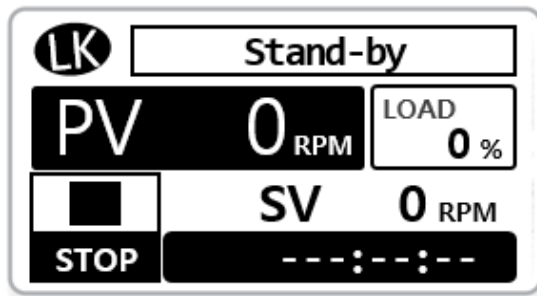 LK Stand-by
PV 0 RPM LOAD 0 %
SV 0 RPM
STOP ---:--:--